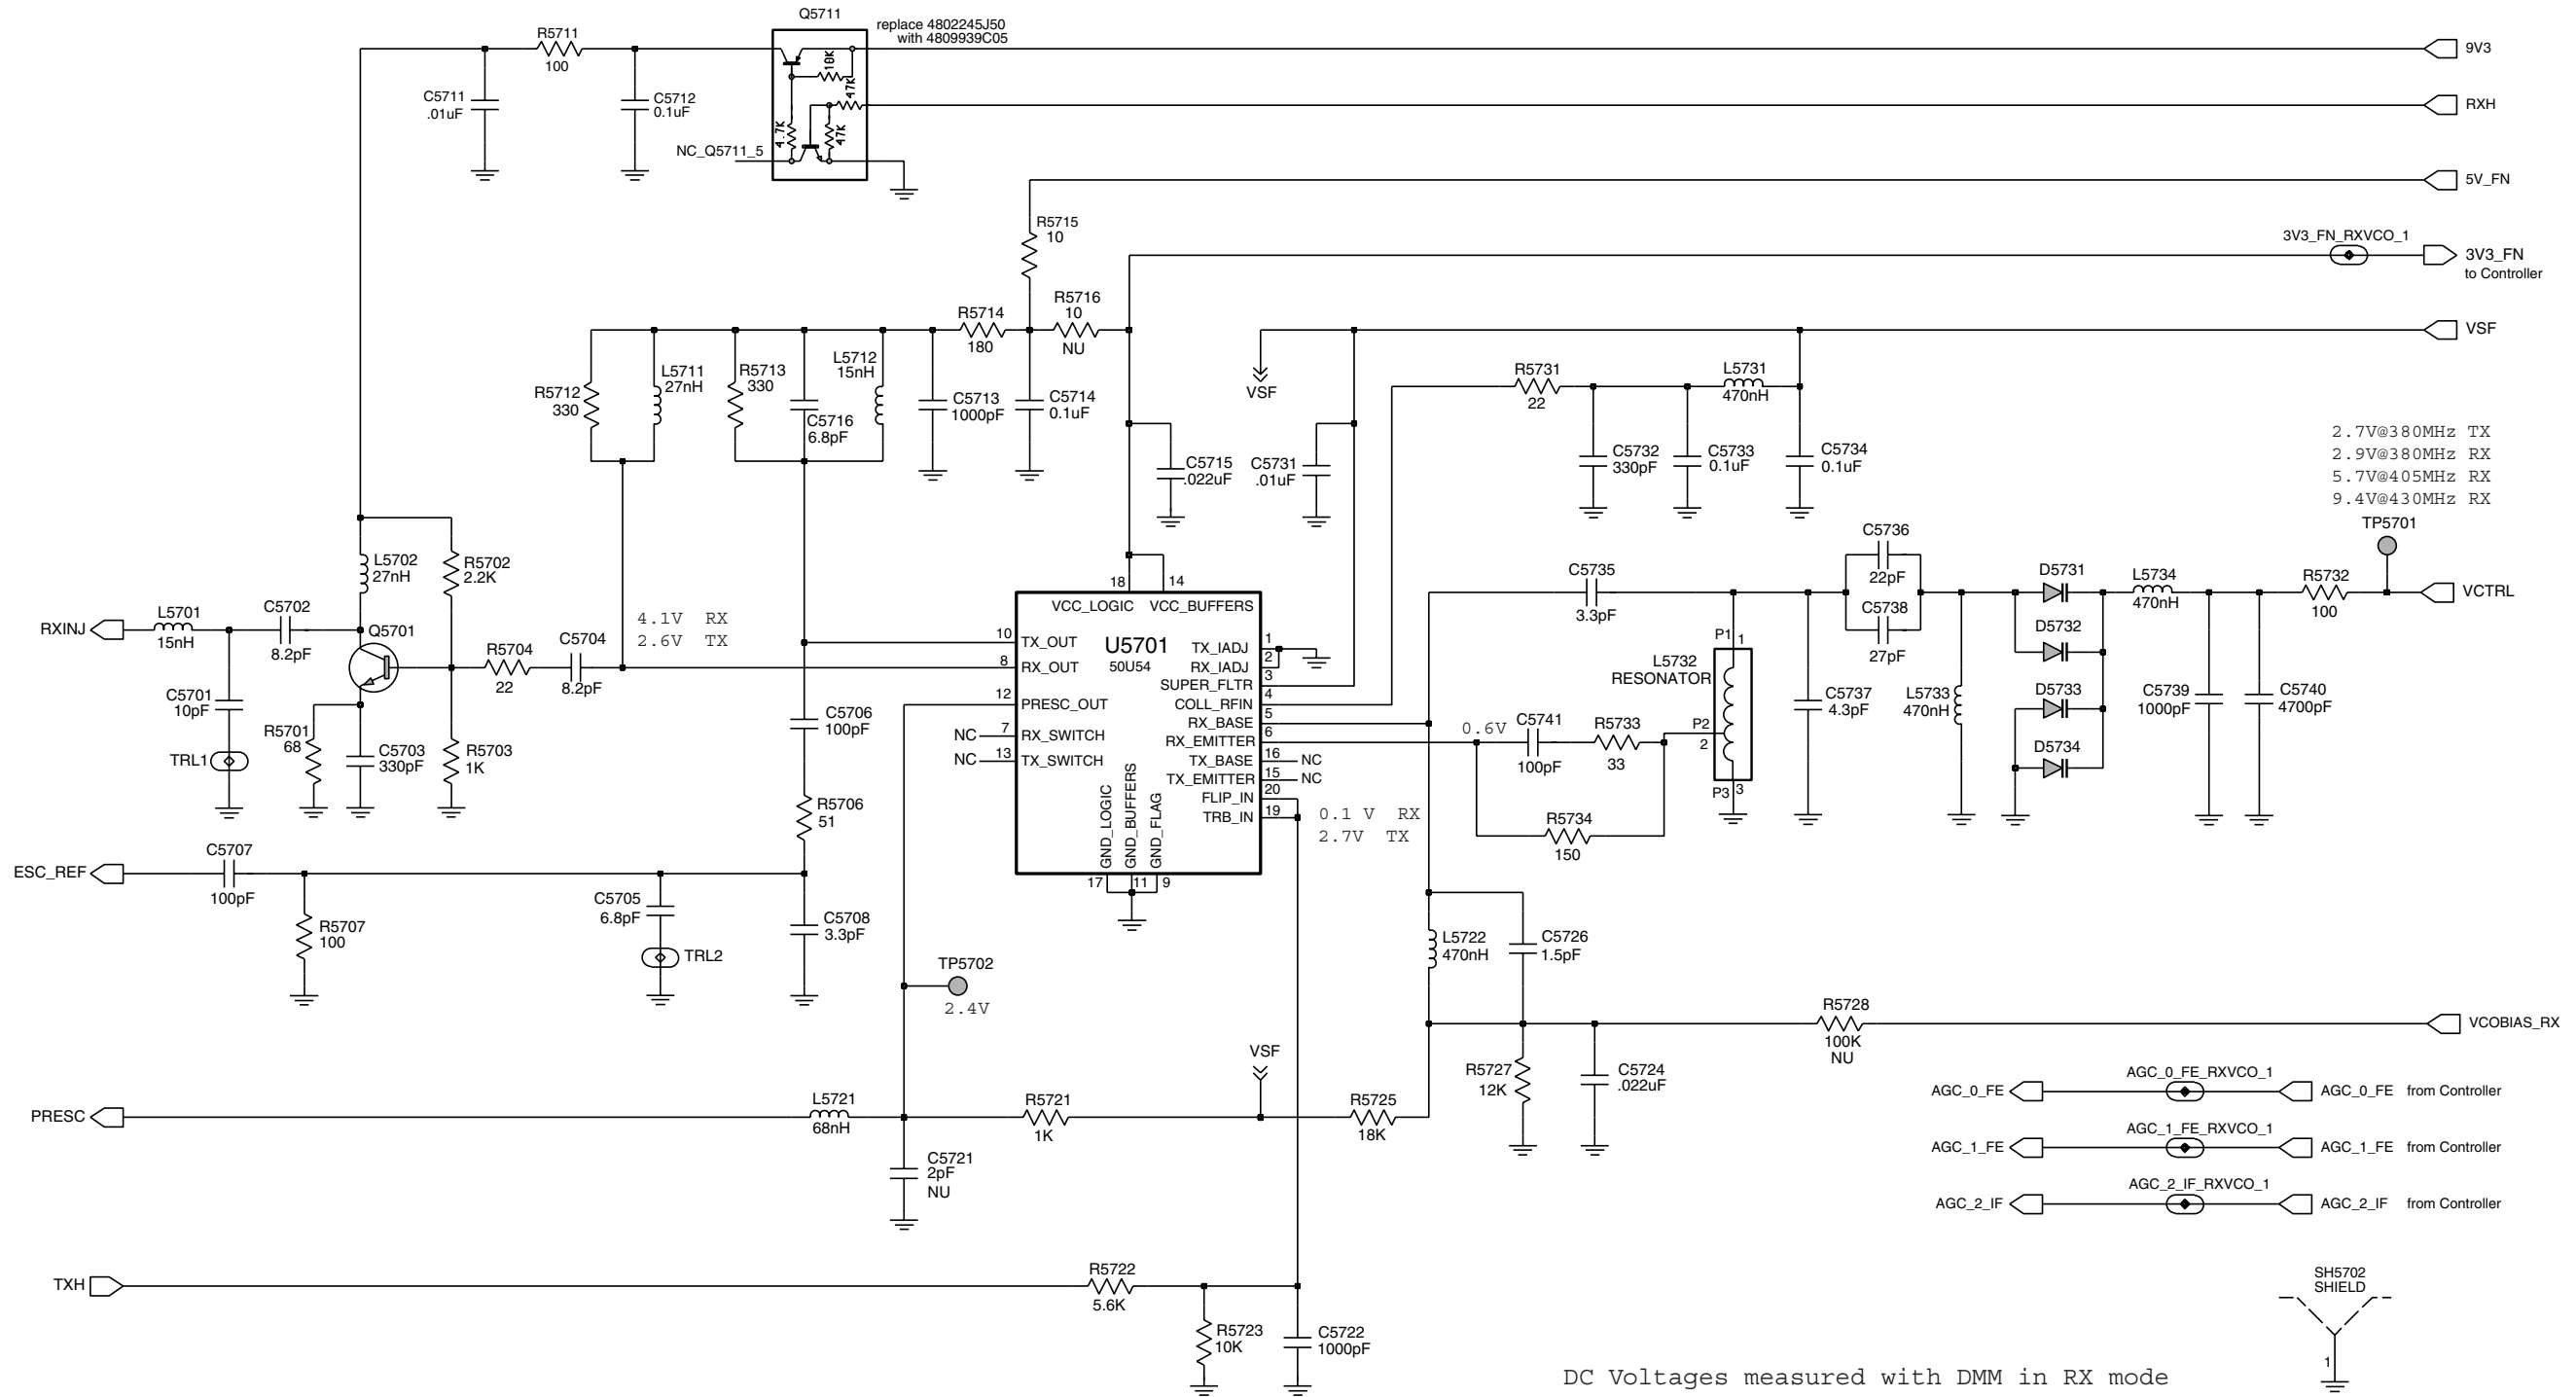 Q5711
replace 4802245J50
with 4809939C05
R5711
100
9V3
10K
47K
C5711
.01uF
C5712
0.1uF
RXH
4.7K
47K
NC_Q5711_5
5V_FN
R5715
10
3V3_FN_RXVCO_1
3V3_FN
to Controller
R5714
180
R5716
10
NU
VSF
VSF
R5712
330
L5711
27nH
R5713
330
L5712
15nH
C5716
6.8pF
C5713
1000pF
C5714
0.1uF
R5731
22
L5731
470nH
C5715
.022uF
C5731
.01uF
C5732
330pF
C5733
0.1uF
C5734
0.1uF
2.7V@380MHz TX
2.9V@380MHz RX
5.7V@405MHz RX
9.4V@430MHz RX
TP5701
L5702
27nH
R5702
2.2K
RXINJ
L5701
15nH
C5702
8.2pF
Q5701
4.1V RX
2.6V TX
R5704
22
C5704
8.2pF
C5701
10pF
TRL1
R5701
68
C5703
330pF
R5703
1K
C5706
100pF
R5706
51
18
14
VCC_LOGIC
VCC_BUFFERS
U5701
50U54
10
TX_OUT
8
RX_OUT
12
PRESC_OUT
NC
7
RX_SWITCH
NC
13
TX_SWITCH
TX_IADJ
1
RX_IADJ
2
SUPER_FLTR
3
COLL_RFIN
4
RX_BASE
5
RX_EMITTER
6
TX_BASE
16
NC
TX_EMITTER
15
NC
FLIP_IN
20
TRB_IN
19
GND_LOGIC
GND_BUFFERS
GND_FLAG
17
11
9
0.1 V RX
2.7V TX
C5735
3.3pF
C5736
22pF
C5738
27pF
D5731
D5732
D5733
D5734
L5734
470nH
R5732
100
VCTRL
0.6V
C5741
100pF
R5733
33
R5734
150
P1
1
L5732
RESONATOR
P2
2
P3
3
C5737
4.3pF
L5733
470nH
C5739
1000pF
C5740
4700pF
ESC_REF
C5707
100pF
R5707
100
C5705
6.8pF
TRL2
C5708
3.3pF
TP5702
2.4V
L5722
470nH
C5726
1.5pF
R5728
100K
NU
VCOBIAS_RX
VSF
R5727
12K
C5724
.022uF
PRESC
L5721
68nH
R5721
1K
R5725
18K
C5721
2pF
NU
AGC_0_FE
AGC_0_FE_RXVCO_1
AGC_0_FE from Controller
AGC_1_FE
AGC_1_FE_RXVCO_1
AGC_1_FE from Controller
AGC_2_IF
AGC_2_IF_RXVCO_1
AGC_2_IF from Controller
TXH
R5722
5.6K
R5723
10K
C5722
1000pF
SH5702
SHIELD
1
DC Voltages measured with DMM in RX mode